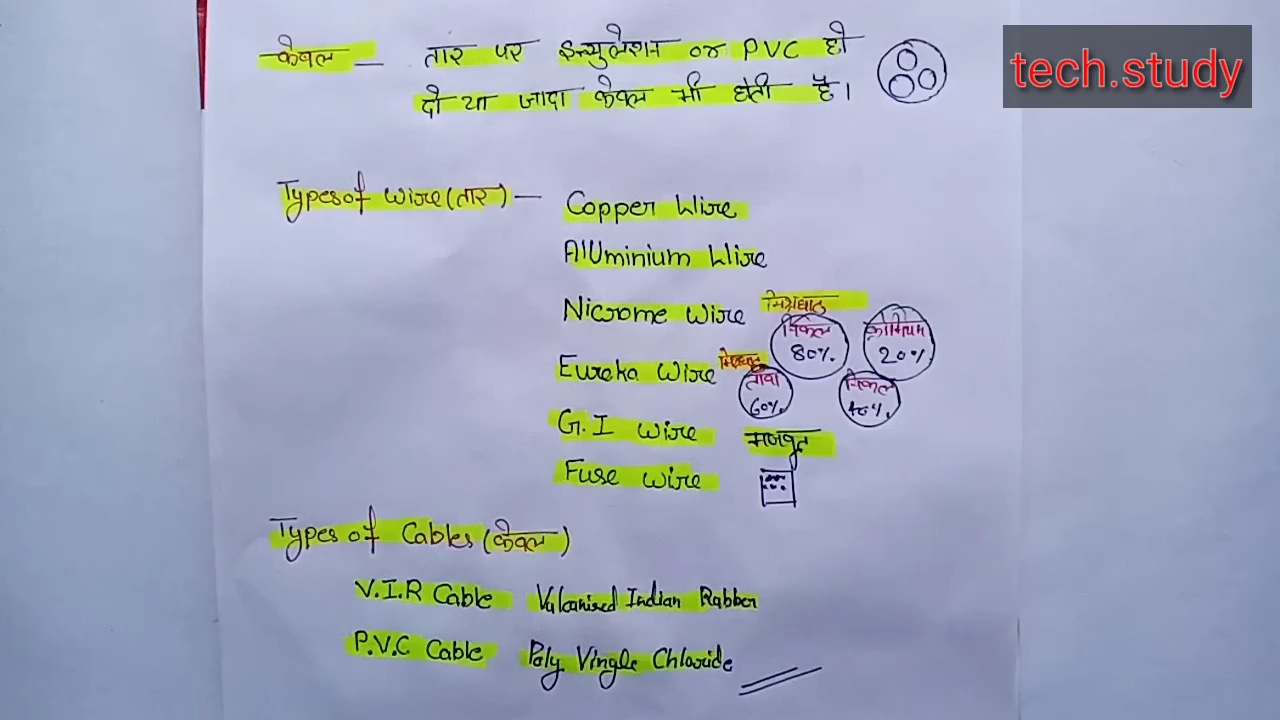 tech.study
केबल — तार पर इन्सुलेशन or PVC हो
दो या जादा केबल भी होती है।
Types of Wire (तार) — Copper Wire
AlUminium Wire
Nicrome Wire मिश्रधातु
निकल 80% क्रोमियम 20%
Eureka Wire मिश्रधातु
तांबा 60% निकल 40%
G.I Wire मजबूत
Fuse Wire
Types of Cables (केबल)
V.I.R Cable Vulcanised Indian Rabber
P.V.C Cable Poly Vingle Chloride